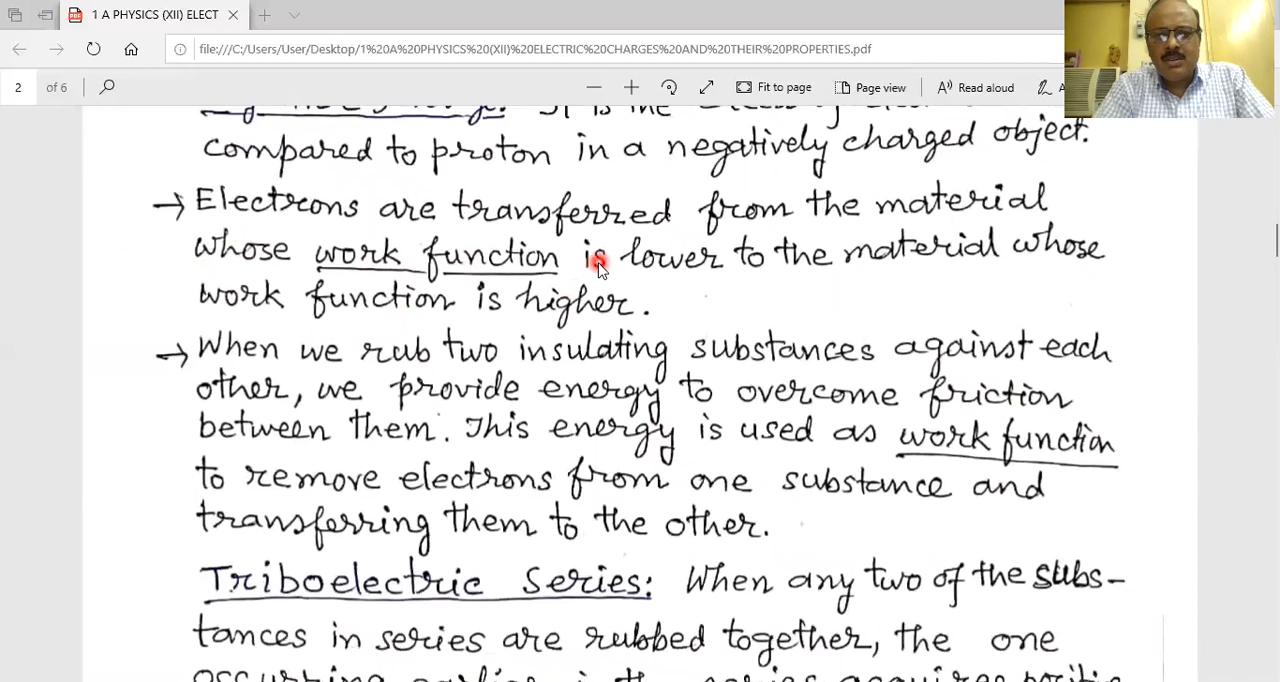 1 A PHYSICS (XII) ELECT
file:///C:/Users/User/Desktop/1%20A%20PHYSICS%20(XII)%20ELECTRIC%20CHARGES%20AND%20THEIR%20PROPERTIES.pdf
2 of 6
Fit to page
Page view
Read aloud
It is the
compared to proton in a negatively charged object.
→ Electrons are transferred from the material
whose work function is lower to the material whose
work function is higher.
→ When we rub two insulating substances against each
other, we provide energy to overcome friction
between them. This energy is used as work function
to remove electrons from one substance and
transferring them to the other.
Triboelectric Series: When any two of the subs-
tances in series are rubbed together, the one
series acquires